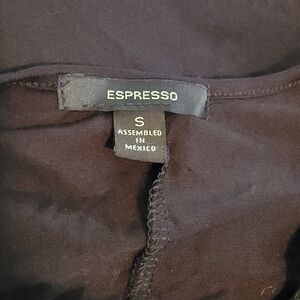 ESPRESSO
S
ASSEMBLED
IN
MEXICO